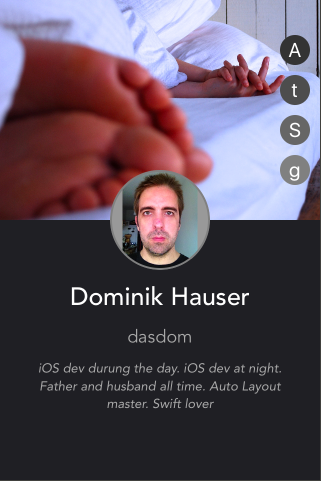 A
t
S
g
Dominik Hauser
dasdom
iOS dev durung the day. iOS dev at night.
Father and husband all time. Auto Layout
master. Swift lover